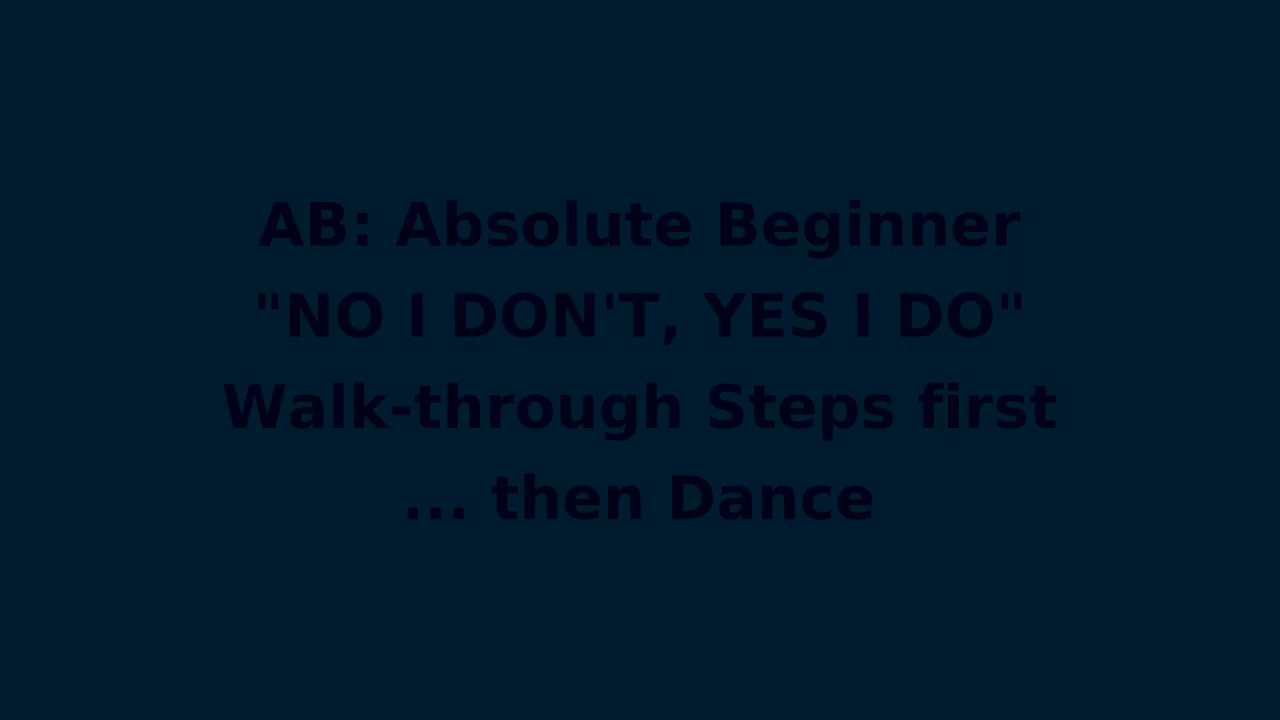 AB: Absolute Beginner
"NO I DON'T, YES I DO"
Walk-through Steps first
... then Dance